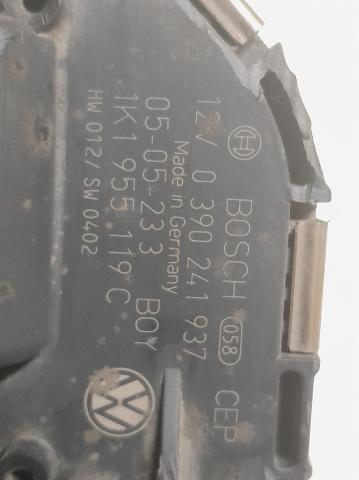 BOSCH 058 CEP
12V 0 390 241 937
Made in Germany
05-05-23 3 BOY
1K1 955 119 C
HW 012/ SW 0402